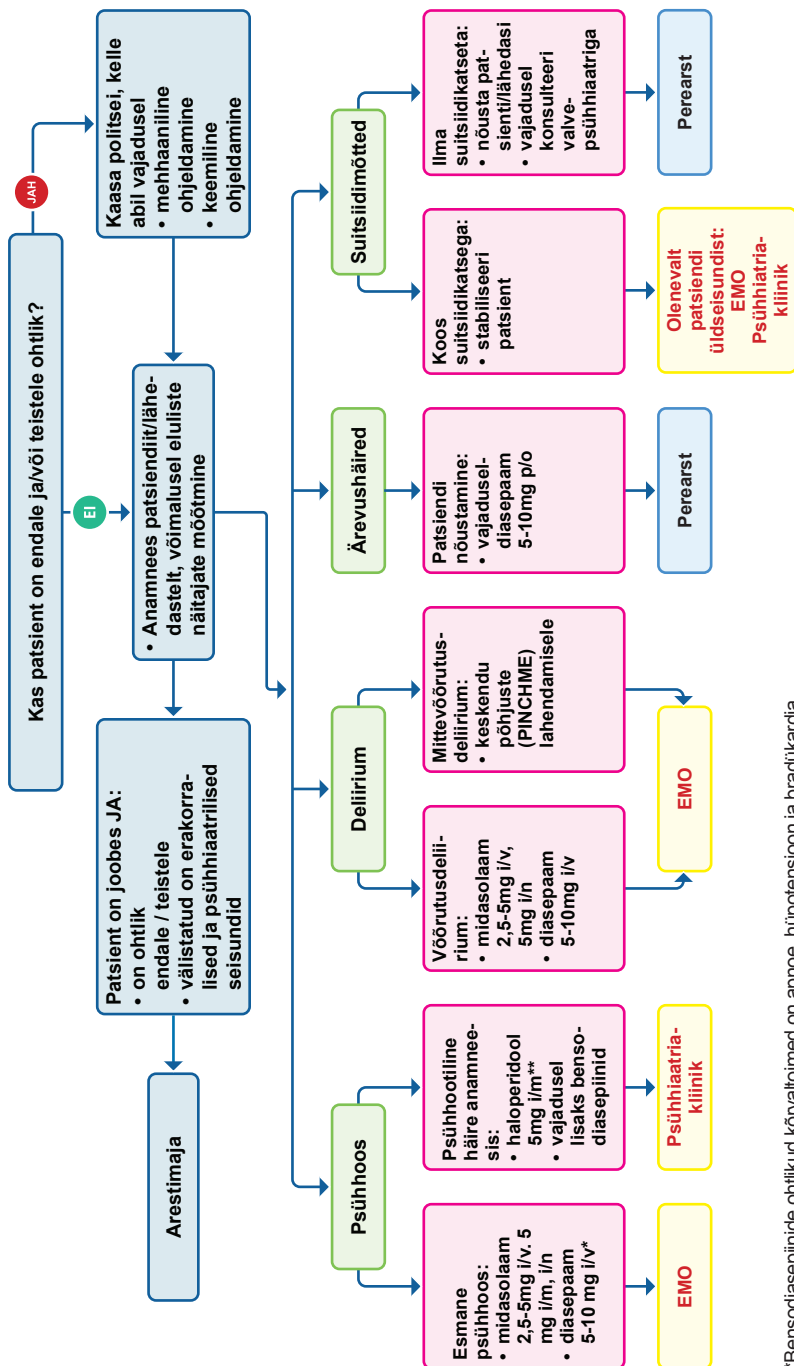 Kas patsient on endale ja/või teistele ohtlik?
JAH
EI
Kaasa politsei, kelle
abil vajadusel
• mehhaaniline
ohjeldamine
• keemiline
ohjeldamine
• Anamnees patsiendiit/lähe-
dastelt, võimalusel eluliste
näitajate mõõtmine
Patsient on joobes JA:
• on ohtlik
endale / teistele
• välistatud on erakorra-
lised ja psühhiaatrilised
seisundid
Arestimaja
Psühhoos
Deliirium
Ärevushäired
Suitsiidimõtted
Esmane
psühhoos:
• midasolaam
2,5-5mg i/v. 5
mg i/m, i/n
• diasepaam
5-10 mg i/v*
Psühhootiline
häire anamnee-
sis:
• haloperidool
5mg i/m**
• vajadusel
lisaks benso-
diasepiinid
Võõrutusdelii-
rium:
• midasolaam
2,5-5mg i/v,
5mg i/n
• diasepaam
5-10mg i/v
Mittevõõrutus-
deliirium:
• keskendu
põhjuste
(PINCHME)
lahendamisele
Patsiendi
nõustamine:
• vajadusel-
diasepaam
5-10mg p/o
Koos
suitsiidikatsega:
• stabiliseeri
patsient
Ilma
suitsiidikatseta:
• nõusta pat-
sienti/lähedasi
• vajadusel
konsulteeri
valve-
psühhiaatriga
EMO
Psühhiaatria-
kliinik
EMO
Perearst
Olenevalt
patsiendi
üldseisundist:
EMO
Psühhiatria-
kliinik
Perearst
*Bensodiasepiinide ohtlikud kõrvaltoimed on apnoe, hüpotensioon ja bradükardia